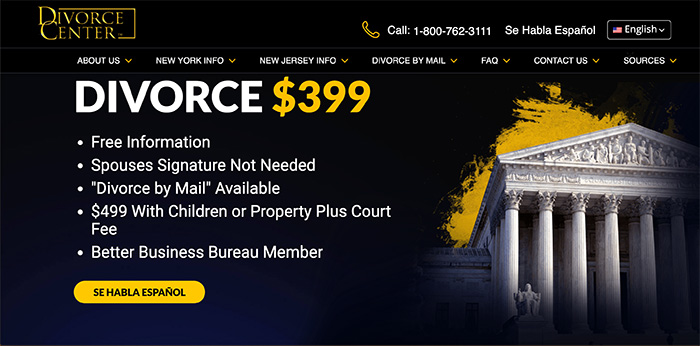 DIVORCE
CENTER
Call: 1-800-762-3111 Se Habla Español English
ABOUT US NEW YORK INFO NEW JERSEY INFO DIVORCE BY MAIL FAQ CONTACT US SOURCES
DIVORCE $399
• Free Information
• Spouses Signature Not Needed
• "Divorce by Mail" Available
• $499 With Children or Property Plus Court
Fee
• Better Business Bureau Member
SE HABLA ESPAÑOL